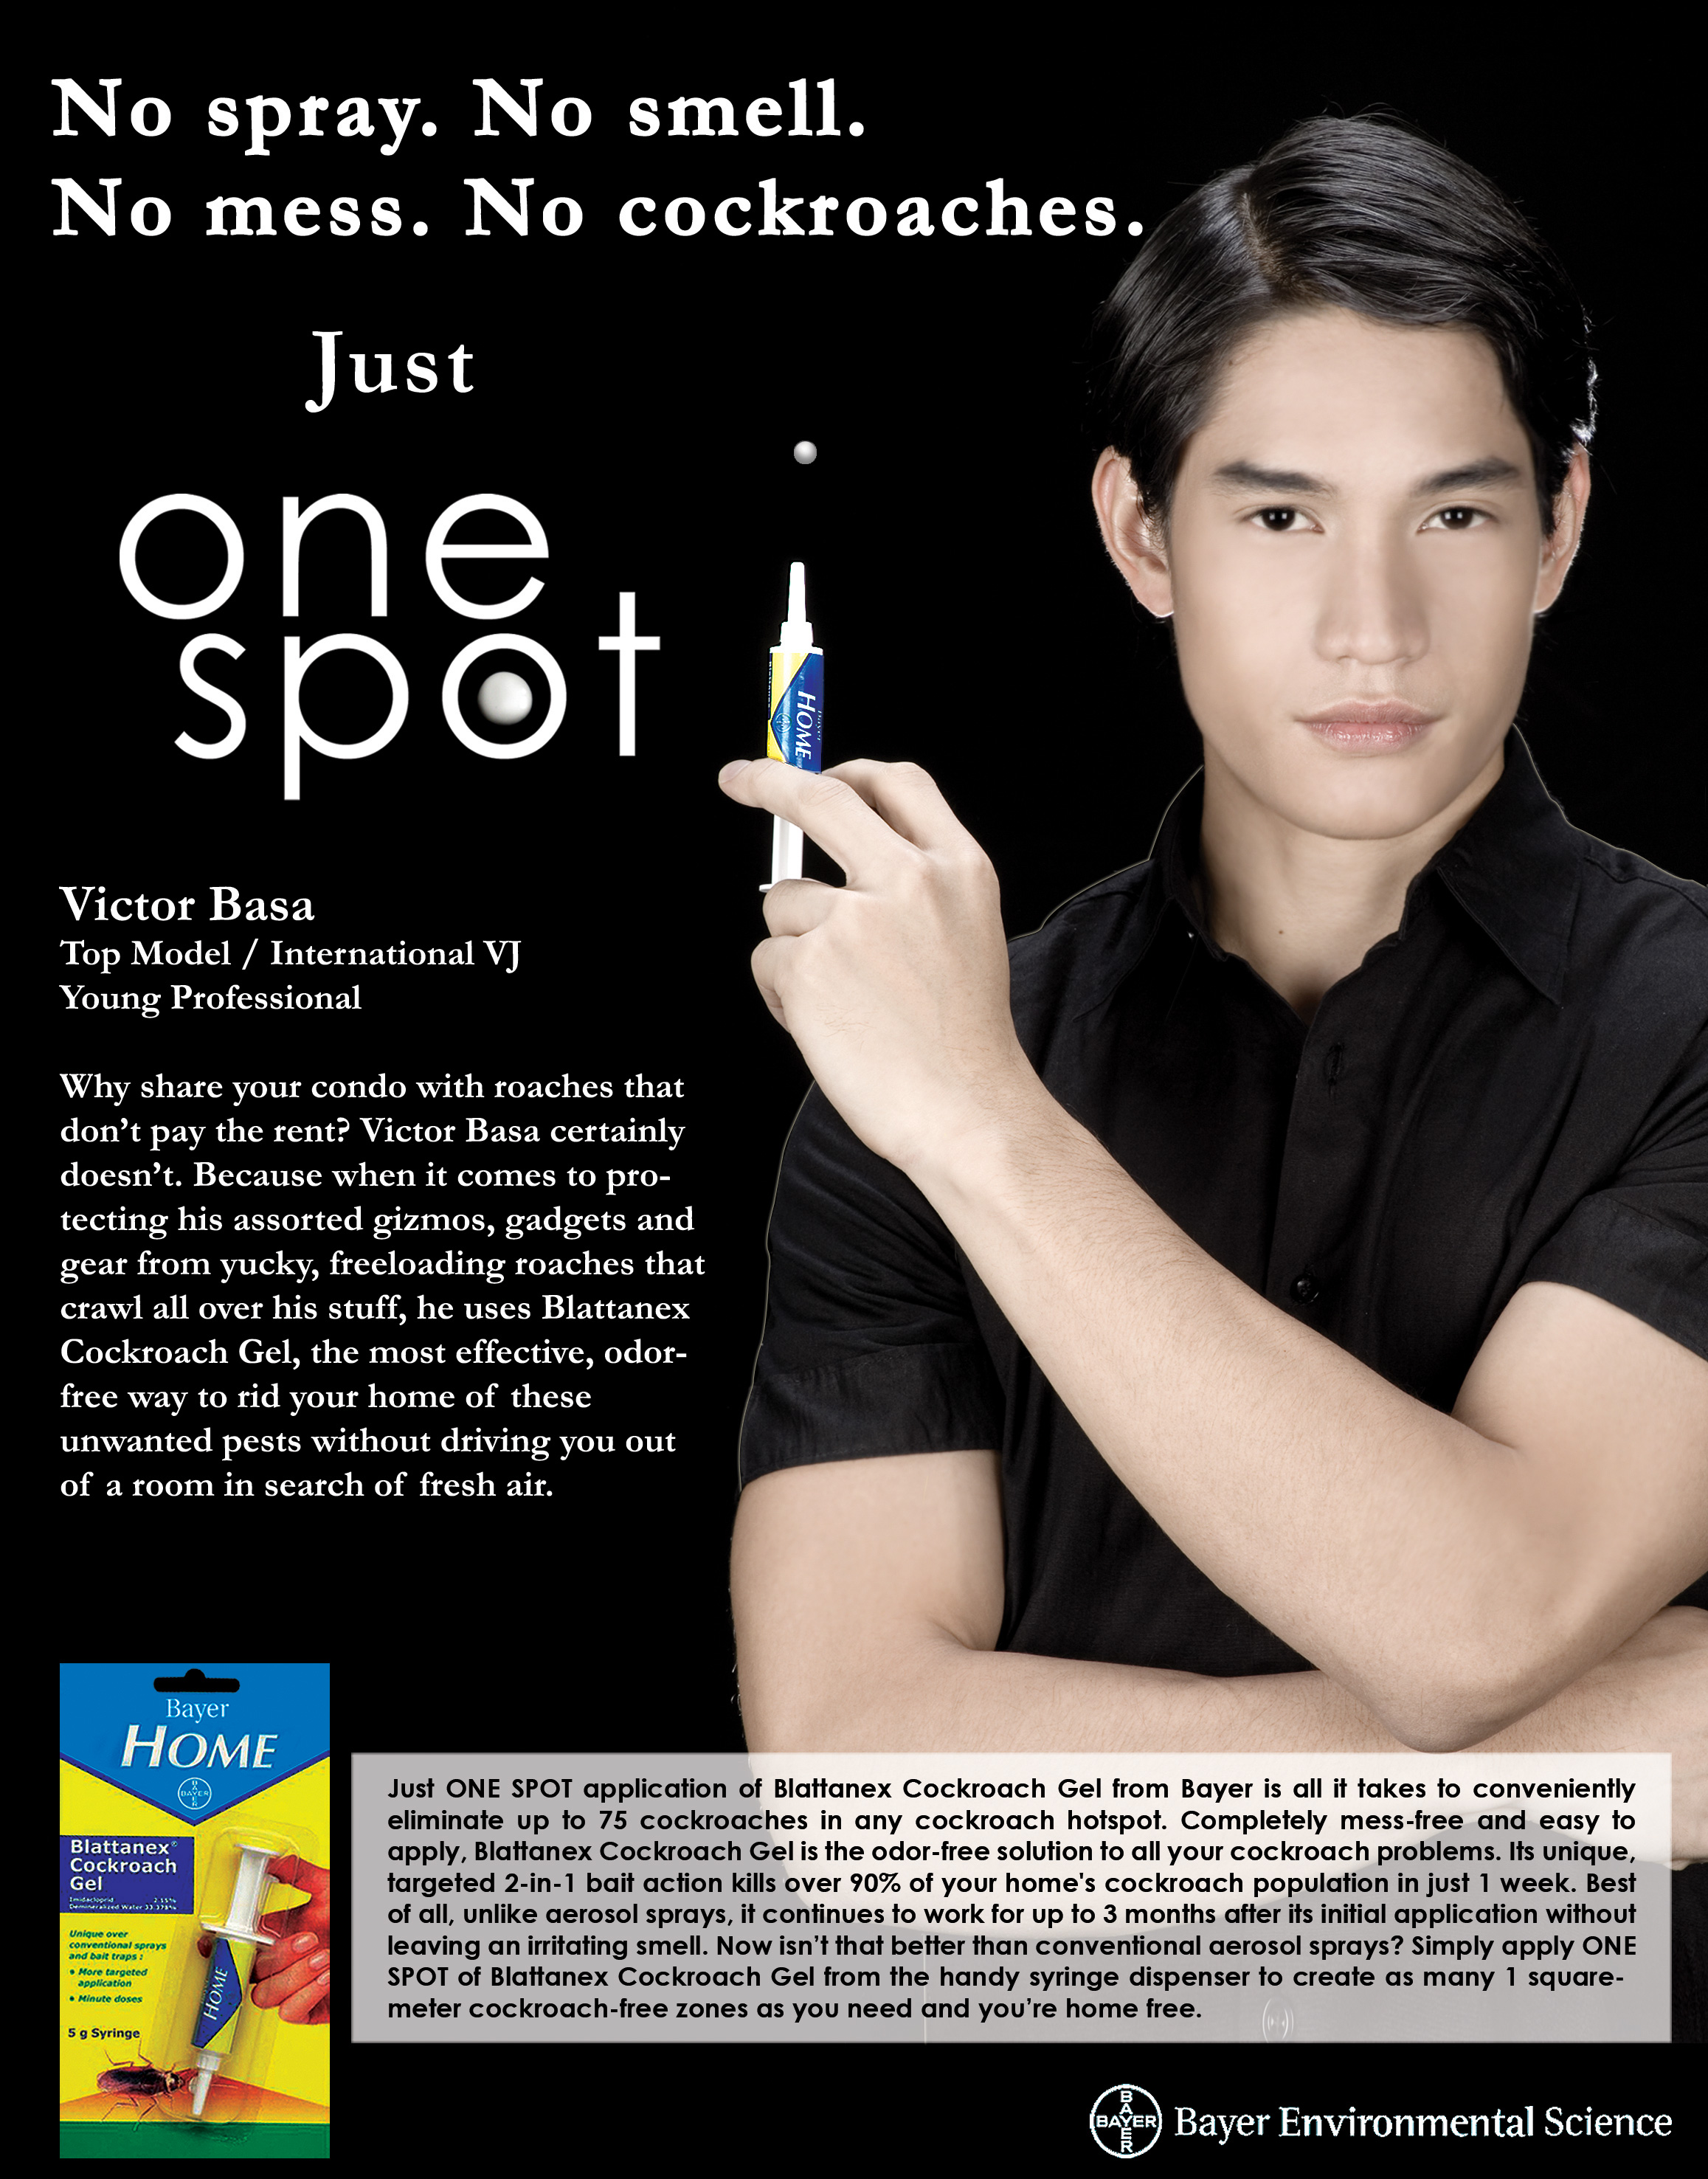 No spray. No smell.
No mess. No cockroaches.
Just
one
spot
HOME
Victor Basa
Top Model / International VJ
Young Professional
Why share your condo with roaches that
don't pay the rent? Victor Basa certainly
doesn't. Because when it comes to pro-
tecting his assorted gizmos, gadgets and
gear from yucky, freeloading roaches that
crawl all over his stuff, he uses Blattanex
Cockroach Gel, the most effective, odor-
free way to rid your home of these
unwanted pests without driving you out
of a room in search of fresh air.
Bayer
HOME
BAYER
BAYER
Blattanex®
Cockroach
Gel
Imidacloprid 2.15%
Demineralized Water 33.378%
Unique over
conventional sprays
and bait traps :
• More targeted
application
• Minute doses
5 g Syringe
HOME
Just ONE SPOT application of Blattanex Cockroach Gel from Bayer is all it takes to conveniently
eliminate up to 75 cockroaches in any cockroach hotspot. Completely mess-free and easy to
apply, Blattanex Cockroach Gel is the odor-free solution to all your cockroach problems. Its unique,
targeted 2-in-1 bait action kills over 90% of your home's cockroach population in just 1 week. Best
of all, unlike aerosol sprays, it continues to work for up to 3 months after its initial application without
leaving an irritating smell. Now isn't that better than conventional aerosol sprays? Simply apply ONE
SPOT of Blattanex Cockroach Gel from the handy syringe dispenser to create as many 1 square-
meter cockroach-free zones as you need and you're home free.
BAYER
BAYER
Bayer Environmental Science